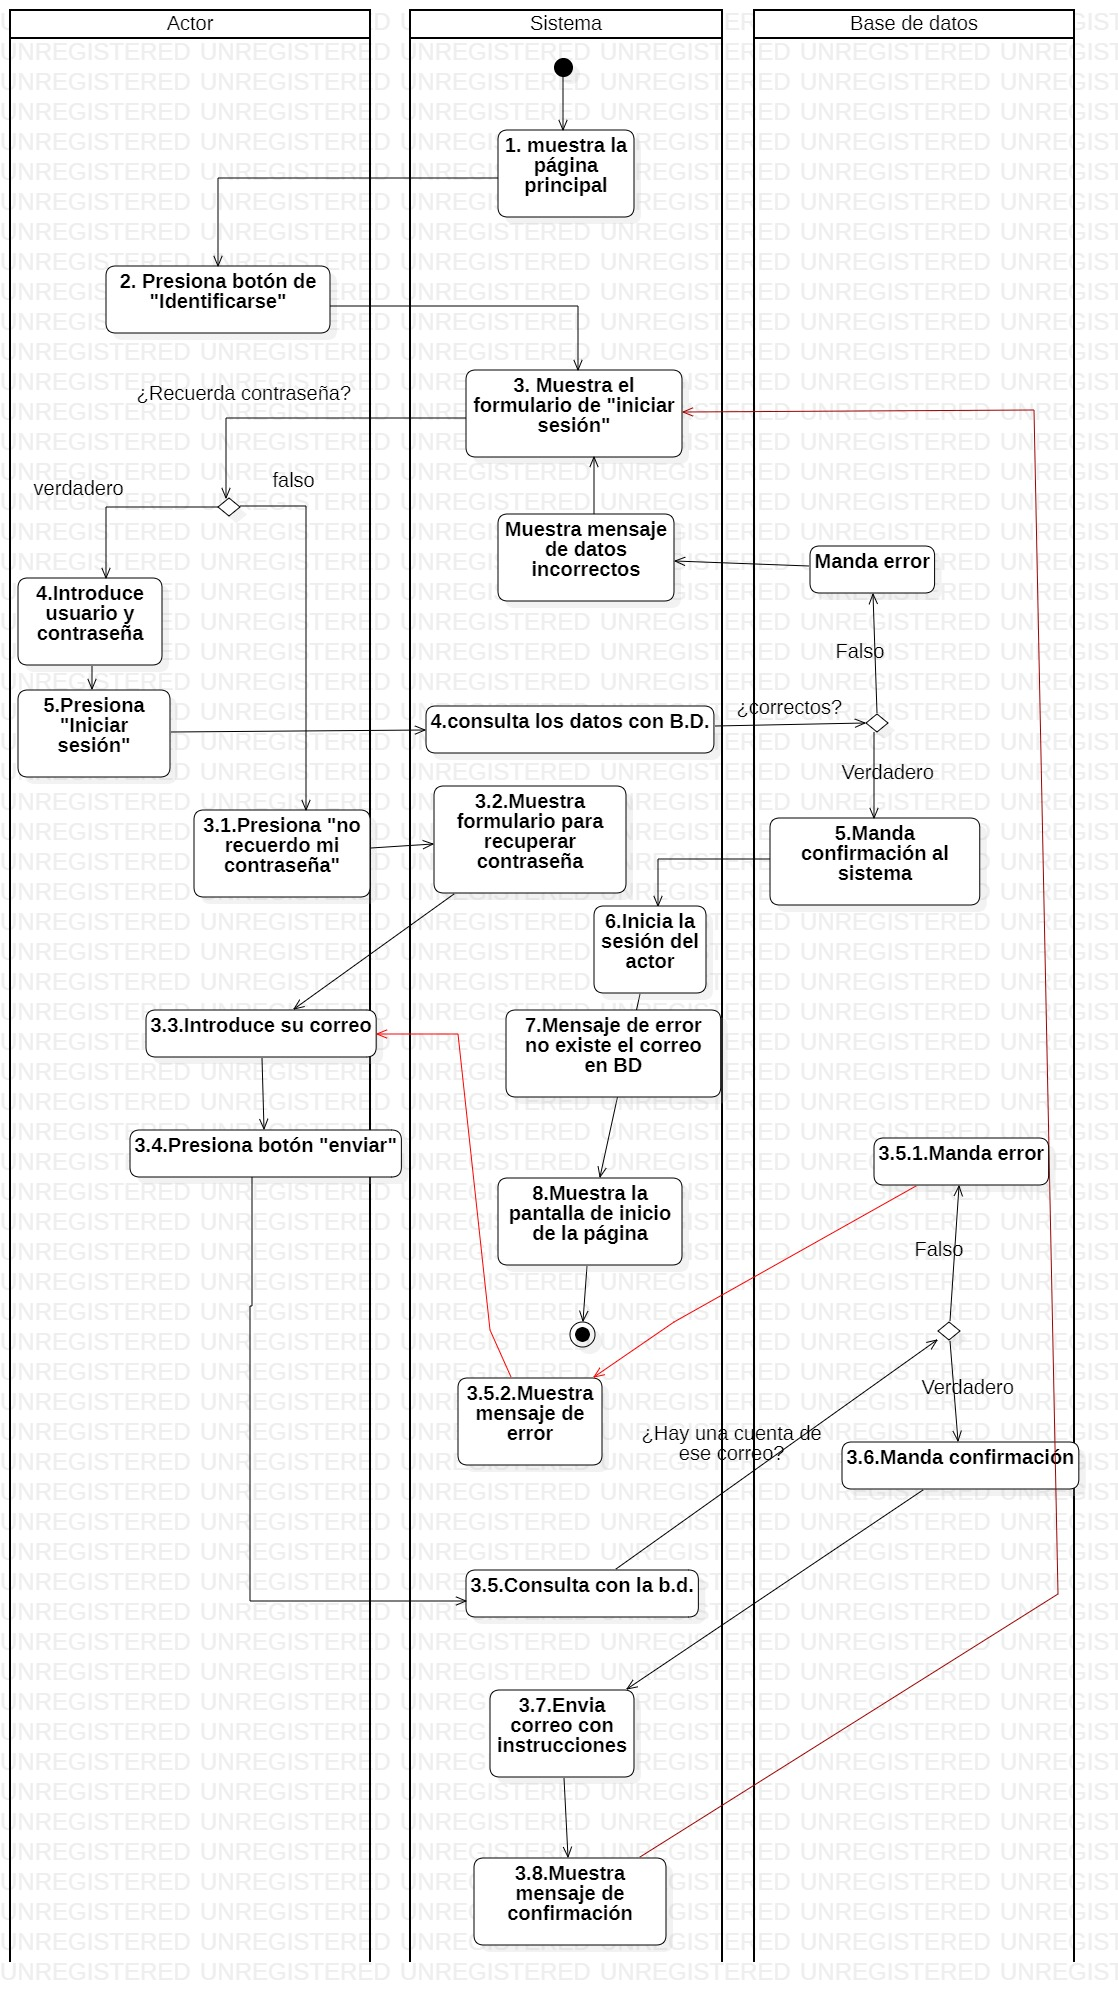 Actor
Sistema
Base de datos
1. muestra la
página
principal
2. Presiona botón de
"Identificarse"
3. Muestra el
formulario de "iniciar
sesión"
¿Recuerda contraseña?
verdadero
falso
Muestra mensaje
de datos
incorrectos
Manda error
Falso
4.Introduce
usuario y
contraseña
5.Presiona
"Iniciar
sesión"
4.consulta los datos con B.D.
¿correctos?
Verdadero
3.1.Presiona "no
recuerdo mi
contraseña"
3.2.Muestra
formulario para
recuperar
contraseña
5.Manda
confirmación al
sistema
6.Inicia la
sesión del
actor
3.3.Introduce su correo
7.Mensaje de error
no existe el correo
en BD
3.4.Presiona botón "enviar"
3.5.1.Manda error
8.Muestra la
pantalla de inicio
de la página
Falso
Verdadero
3.5.2.Muestra
mensaje de
error
¿Hay una cuenta de
ese correo?
3.6.Manda confirmación
3.5.Consulta con la b.d.
3.7.Envia
correo con
instrucciones
3.8.Muestra
mensaje de
confirmación
UNREGISTERED